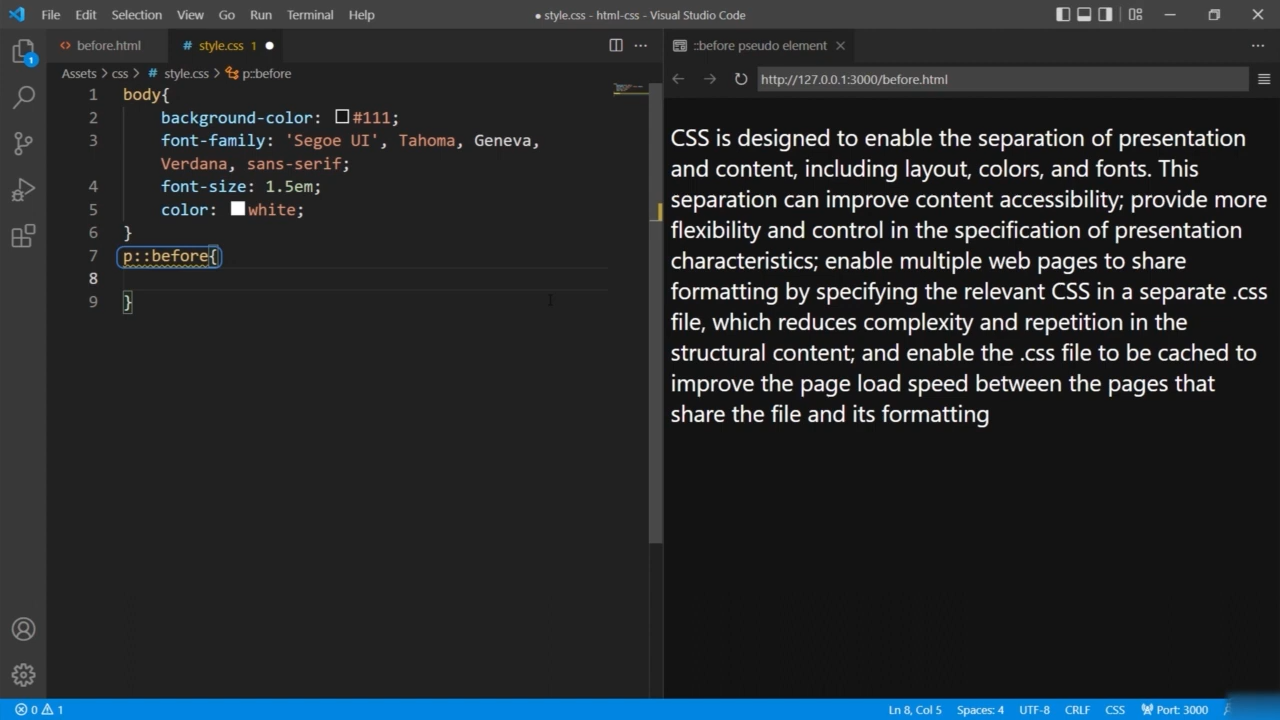 File Edit Selection View Go Run Terminal Help
● style.css - html-css - Visual Studio Code
before.html
# style.css 1 ●
::before pseudo element
Assets > css > # style.css > p::before
http://127.0.0.1:3000/before.html
1 body{
2 background-color: #111;
3 font-family: 'Segoe UI', Tahoma, Geneva,
Verdana, sans-serif;
4 font-size: 1.5em;
5 color: white;
6 }
7 p::before{
8
9 }
CSS is designed to enable the separation of presentation
and content, including layout, colors, and fonts. This
separation can improve content accessibility; provide more
flexibility and control in the specification of presentation
characteristics; enable multiple web pages to share
formatting by specifying the relevant CSS in a separate .css
file, which reduces complexity and repetition in the
structural content; and enable the .css file to be cached to
improve the page load speed between the pages that
share the file and its formatting
1
0 1
Ln 8, Col 5 Spaces: 4 UTF-8 CRLF CSS Port: 3000